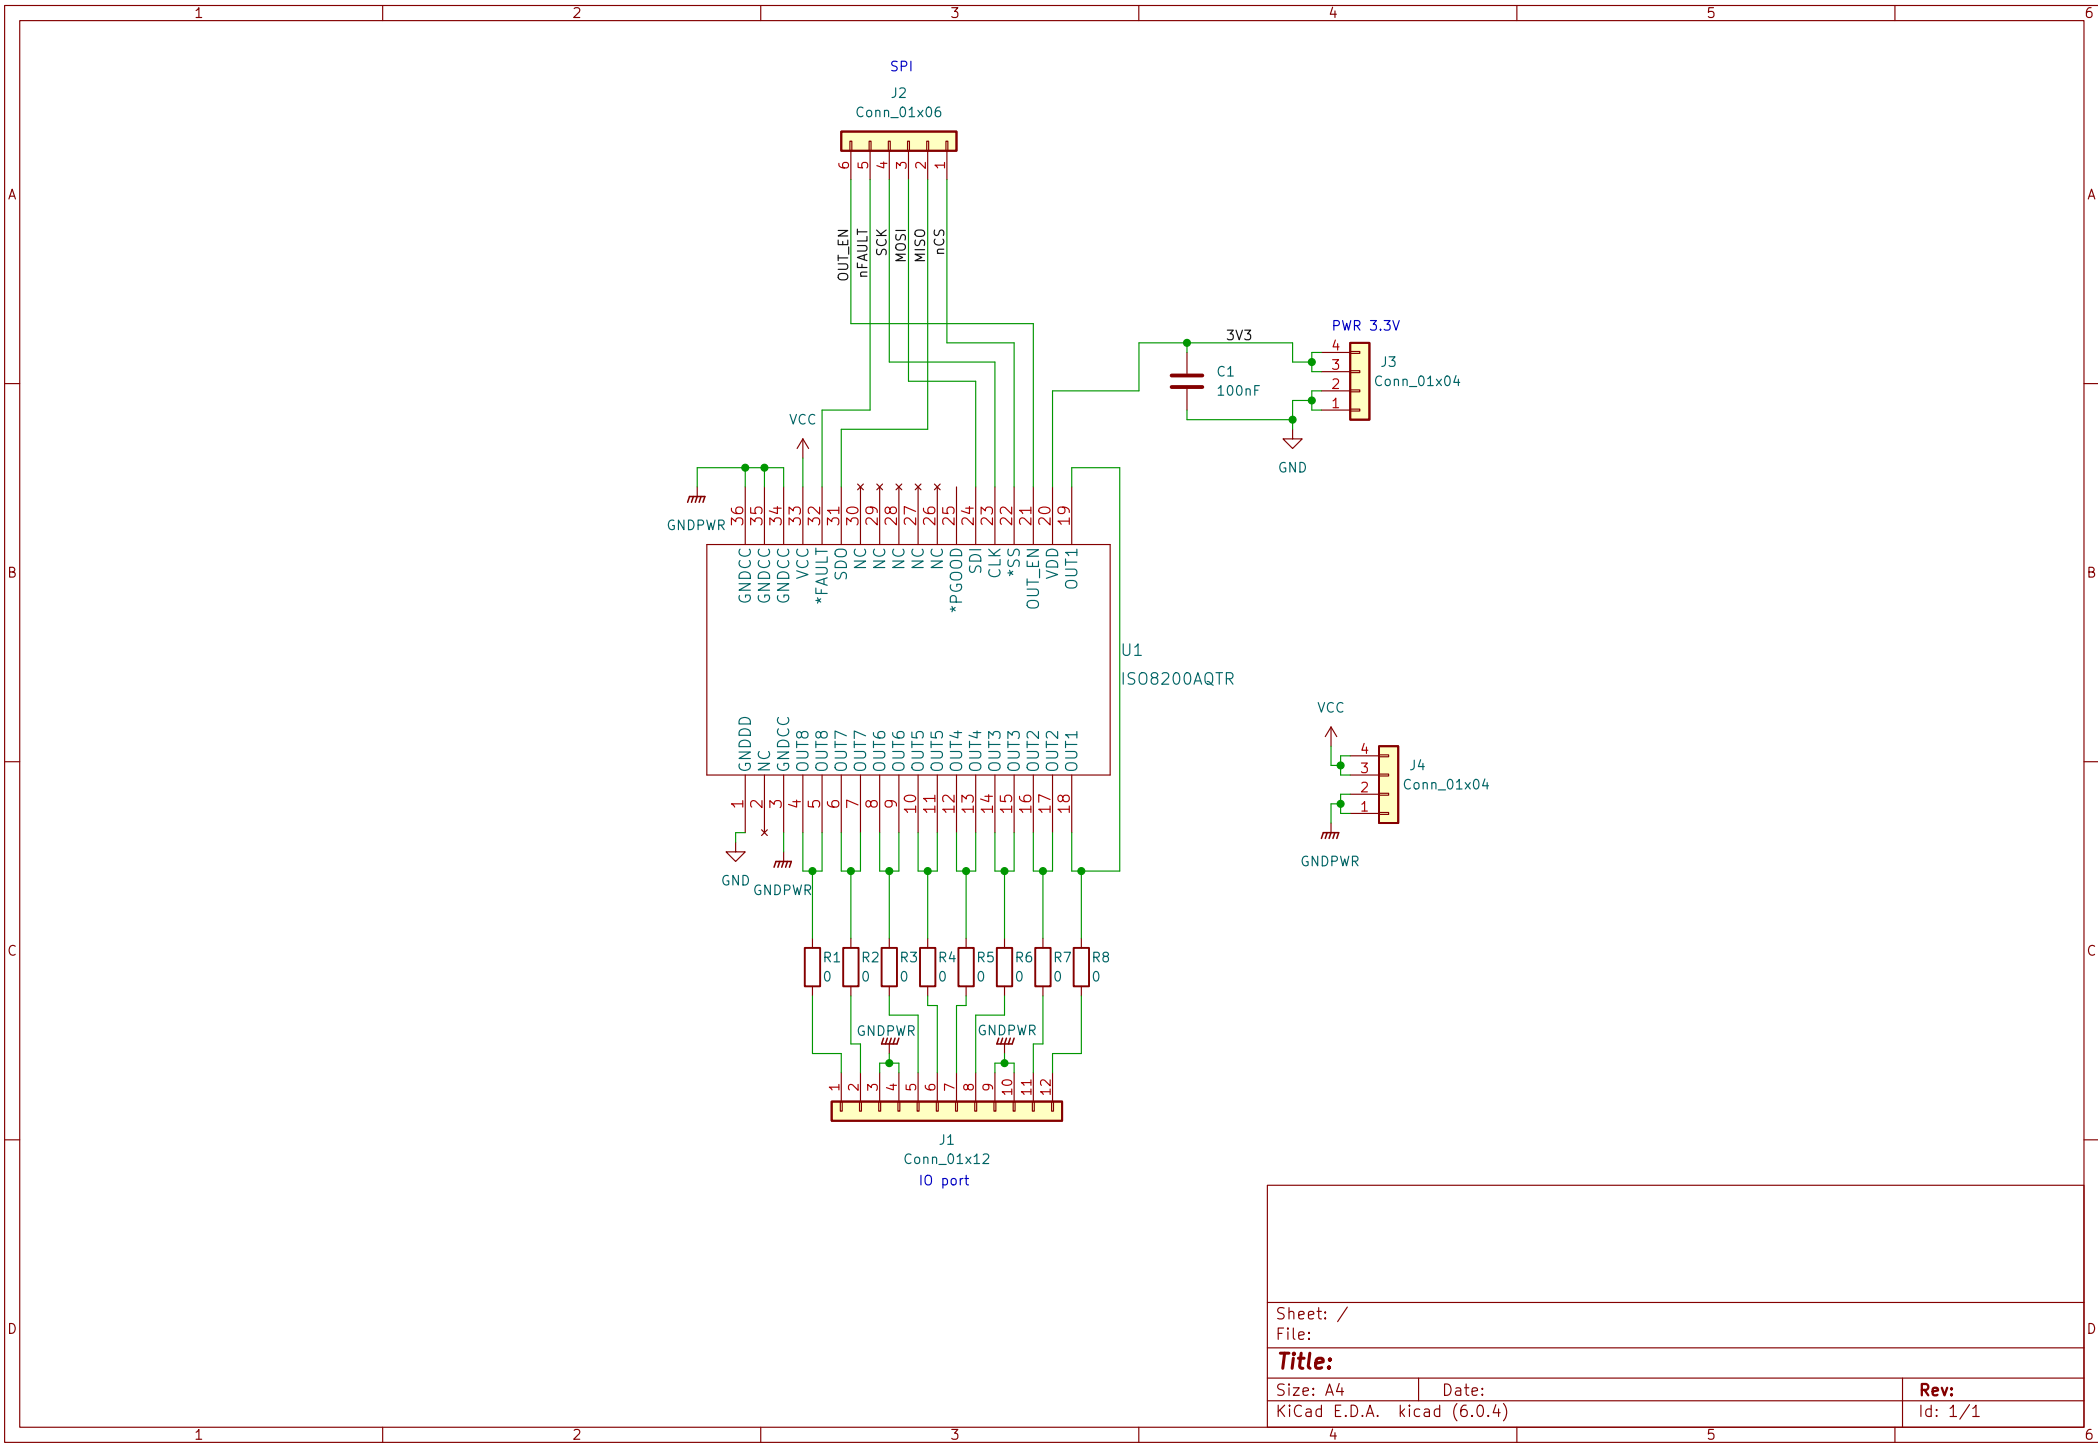 1 2 3 4 5 6
SPI
J2
Conn_01x06
6 5 4 3 2 1
A A
OUT_EN
nFAULT
SCK
MOSI
MISO
nCS
3V3
PWR 3.3V
4
3
2
1
J3
Conn_01x04
C1
100nF
GND
VCC
GNDPWR
36 35 34 33 32 31 30 29 28 27 26 25 24 23 22 21 20 19
B B
GNDCC
GNDCC
GNDCC
VCC
*FAULT
SDO
NC
NC
NC
NC
NC
*PGOOD
SDI
CLK
*SS
OUT_EN
VDD
OUT1
U1
ISO8200AQTR
GNDDD
NC
GNDCC
OUT8
OUT8
OUT7
OUT7
OUT6
OUT6
OUT5
OUT5
OUT4
OUT4
OUT3
OUT3
OUT2
OUT2
OUT1
1 2 3 4 5 6 7 8 9 10 11 12 13 14 15 16 17 18
VCC
4
3
2
1
J4
Conn_01x04
GNDPWR
GND
GNDPWR
C C
R1 R2 R3 R4 R5 R6 R7 R8
0 0 0 0 0 0 0 0
GNDPWR GNDPWR
1 2 3 4 5 6 7 8 9 10 11 12
J1
Conn_01x12
IO port
D D
Sheet: /
File:
Title:
Size: A4 Date: Rev:
KiCad E.D.A. kicad (6.0.4) Id: 1/1
1 2 3 4 5 6